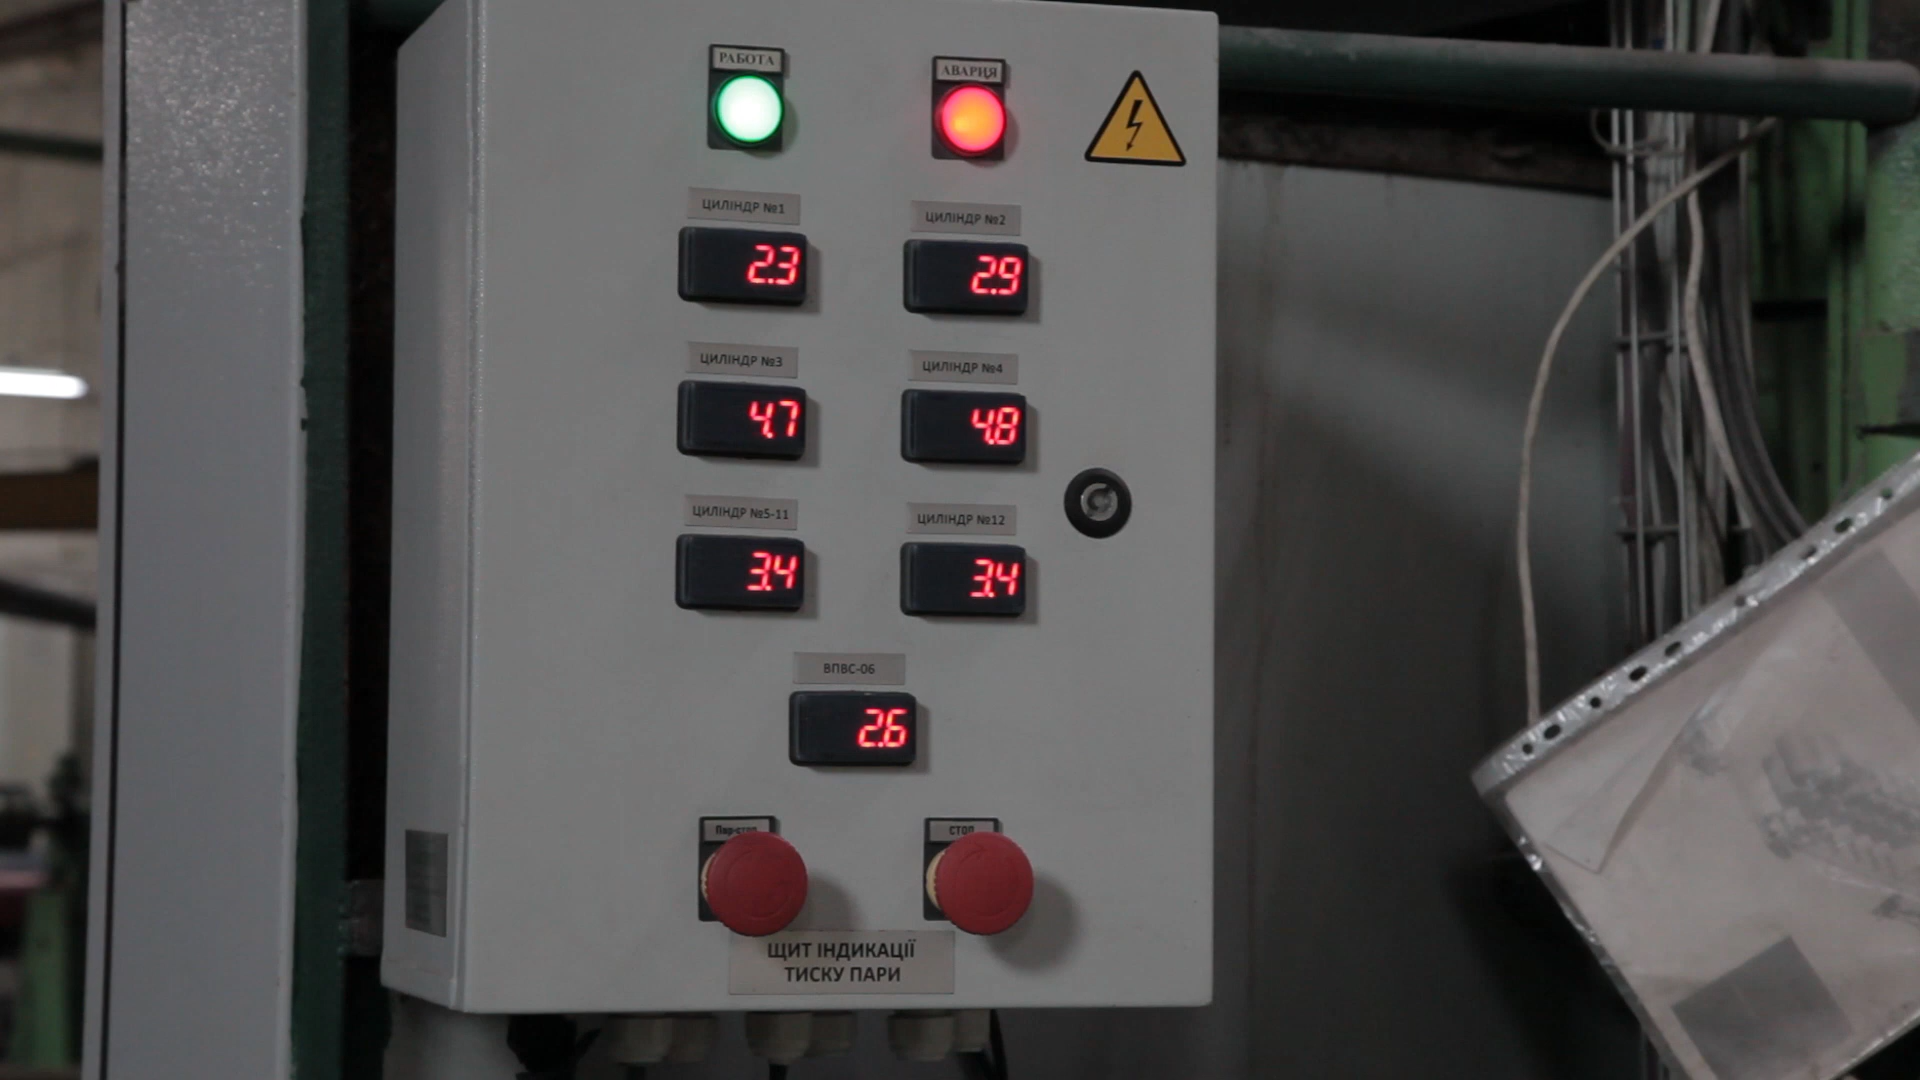 РАБОТА
АВАРИЯ
ЦИЛІНДР №1
ЦИЛІНДР №2
2.3
2.9
ЦИЛІНДР №3
ЦИЛІНДР №4
4.7
4.8
ЦИЛІНДР №5-11
ЦИЛІНДР №12
3.4
3.4
ВПВС-06
2.6
СТОП
ЩИТ ІНДИКАЦІЇ
ТИСКУ ПАРИ